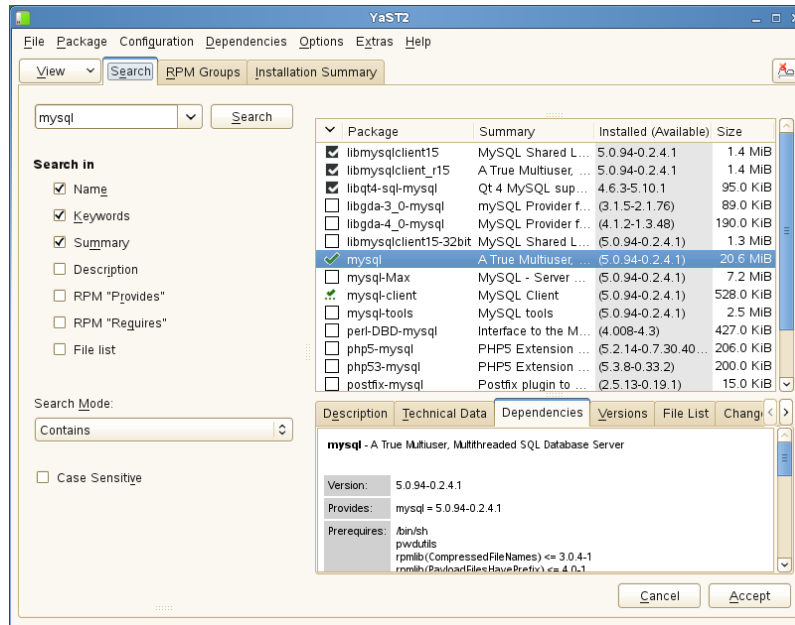 YaST2
File Package Configuration Dependencies Options Extras Help
View Search RPM Groups Installation Summary
mysql Search
Search in
Name
Keywords
Summary
Description
RPM "Provides"
RPM "Requires"
File list
Search Mode:
Contains
Case Sensitive
Package Summary Installed (Available) Size
libmysqlclient15 MySQL Shared L... 5.0.94-0.2.4.1 1.4 MiB
libmysqlclient_r15 A True Multiuser, ... 5.0.94-0.2.4.1 1.4 MiB
libqt4-sql-mysql Qt 4 MySQL sup... 4.6.3-5.10.1 95.0 KiB
libgda-3_0-mysql mySQL Provider f... (3.1.5-2.1.76) 89.0 KiB
libgda-4_0-mysql mySQL Provider f... (4.1.2-1.3.48) 190.0 KiB
libmysqlclient15-32bit MySQL Shared L... (5.0.94-0.2.4.1) 1.3 MiB
mysql A True Multiuser, ... (5.0.94-0.2.4.1) 20.6 MiB
mysql-Max MySQL - Server ... (5.0.94-0.2.4.1) 7.2 MiB
mysql-client MySQL Client (5.0.94-0.2.4.1) 528.0 KiB
mysql-tools MySQL tools (5.0.94-0.2.4.1) 2.5 MiB
perl-DBD-mysql Interface to the M... (4.008-4.3) 427.0 KiB
php5-mysql PHP5 Extension ... (5.2.14-0.7.30.40... 206.0 KiB
php53-mysql PHP5 Extension ... (5.3.8-0.33.2) 200.0 KiB
postfix-mysql Postfix plugin to ... (2.5.13-0.19.1) 15.0 KiB
Description Technical Data Dependencies Versions File List Chang
mysql - A True Multiuser, Multithreaded SQL Database Server
Version: 5.0.94-0.2.4.1
Provides: mysql = 5.0.94-0.2.4.1
Prerequires: /bin/sh
pwdutils
rpmlib(CompressedFileNames) <= 3.0.4-1
rpmlib(PayloadFilesHavePrefix) <= 4.0-1
Cancel Accept